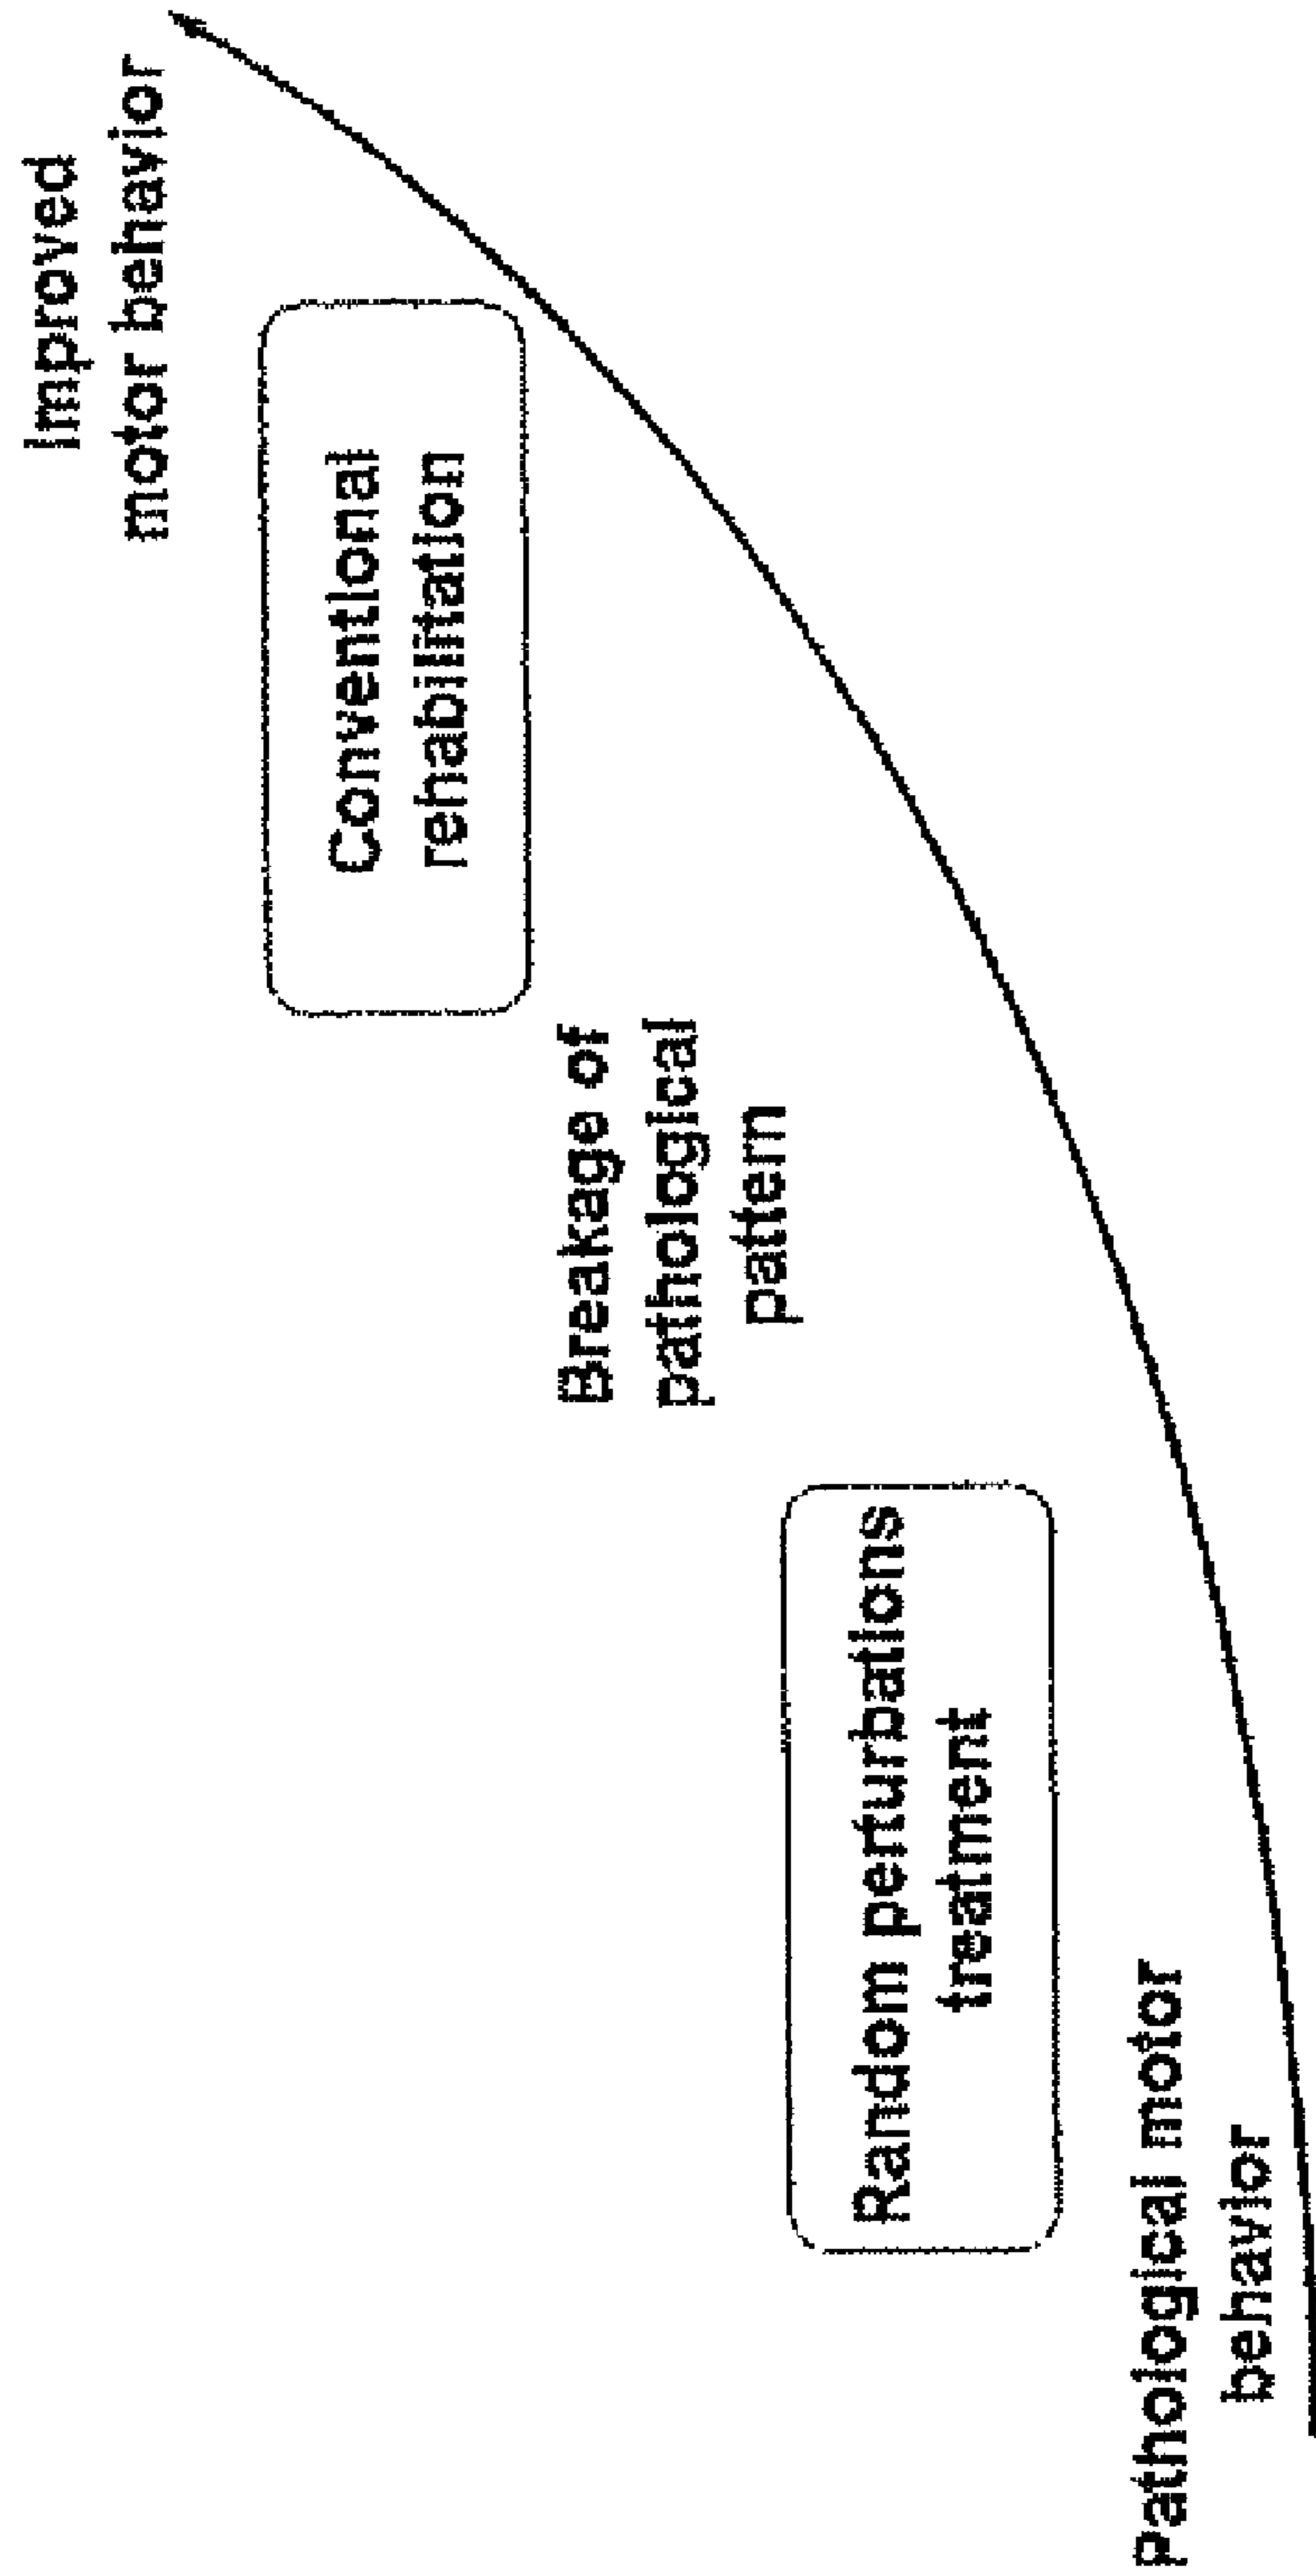 Improved
motor behavior
Conventional
rehabilitation
Breakage of
pathological
pattern
Random perturbations
treatment
Pathological motor
behavior